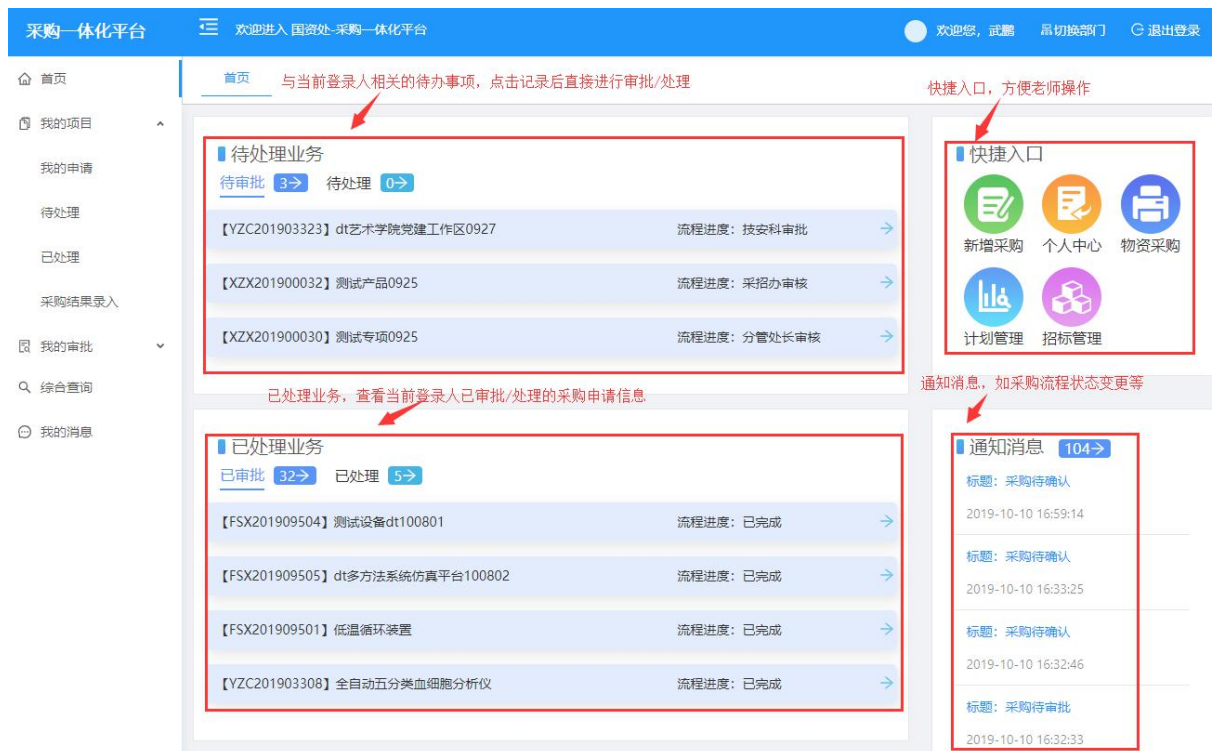 采购一体化平台
欢迎进入 国资处-采购一体化平台
欢迎您，武鹏
切换部门
退出登录
首页
我的项目
我的申请
待处理
已处理
采购结果录入
我的审批
综合查询
我的消息
首页
与当前登录人相关的待办事项，点击记录后直接进行审批/处理
快捷入口，方便老师操作
待处理业务
待审批 3→ 待处理 0→
【YZC201903323】dt艺术学院党建工作区0927 流程进度：技安科审批 →
【XZX201900032】测试产品0925 流程进度：采招办审核 →
【XZX201900030】测试专项0925 流程进度：分管处长审核 →
快捷入口
新增采购 个人中心 物资采购
计划管理 招标管理
已处理业务，查看当前登录人已审批/处理的采购申请信息
通知消息，如采购流程状态变更等
已处理业务
已审批 32→ 已处理 5→
【FSX201909504】测试设备dt100801 流程进度：已完成 →
【FSX201909505】dt多方法系统仿真平台100802 流程进度：已完成 →
【FSX201909501】低温循环装置 流程进度：已完成 →
【YZC201903308】全自动五分类血细胞分析仪 流程进度：已完成 →
通知消息 104→
标题：采购待确认
2019-10-10 16:59:14
标题：采购待确认
2019-10-10 16:33:25
标题：采购待确认
2019-10-10 16:32:46
标题：采购待审批
2019-10-10 16:32:33